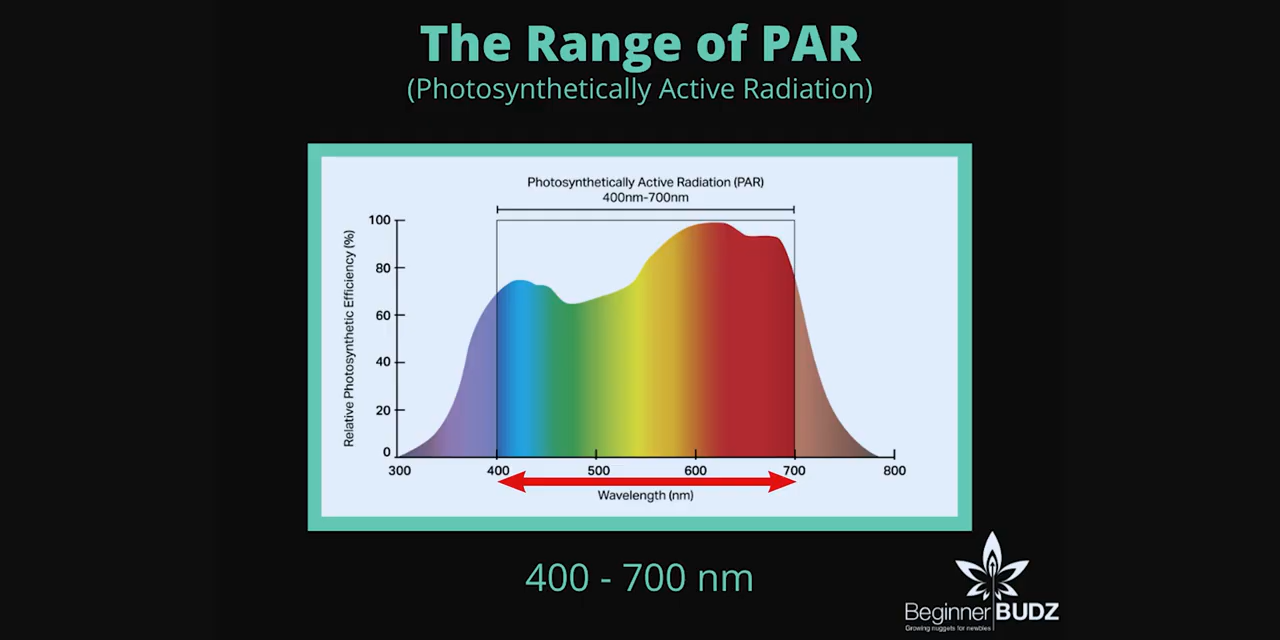 The Range of PAR
(Photosynthetically Active Radiation)
Photosynthetically Active Radiation (PAR)
400nm-700nm
Relative Photosynthetic Efficiency (%)
100
80
60
40
20
0
300 400 500 600 700 800
Wavelength (nm)
400 - 700 nm
Beginner BUDZ
Growing nuggets for newbies